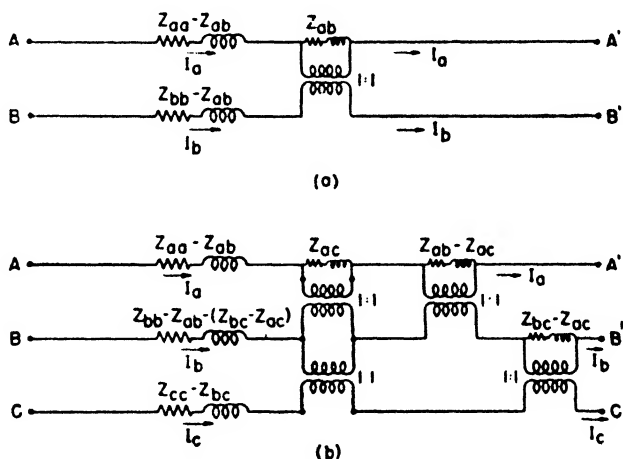 Zaa-Zab Zab
A Ia 1:1 Ia A'
Zbb-Zab
B Ib Ib B'
(a)
Zaa-Zab Zac Zab-Zac
A Ia 1:1 1:1 Ia A'
Zbb-Zab-(Zbc-Zac) Zbc-Zac
B Ib B'
Ib
Zcc-Zbc 1:1 1:1
C Ic C
Ic
(b)